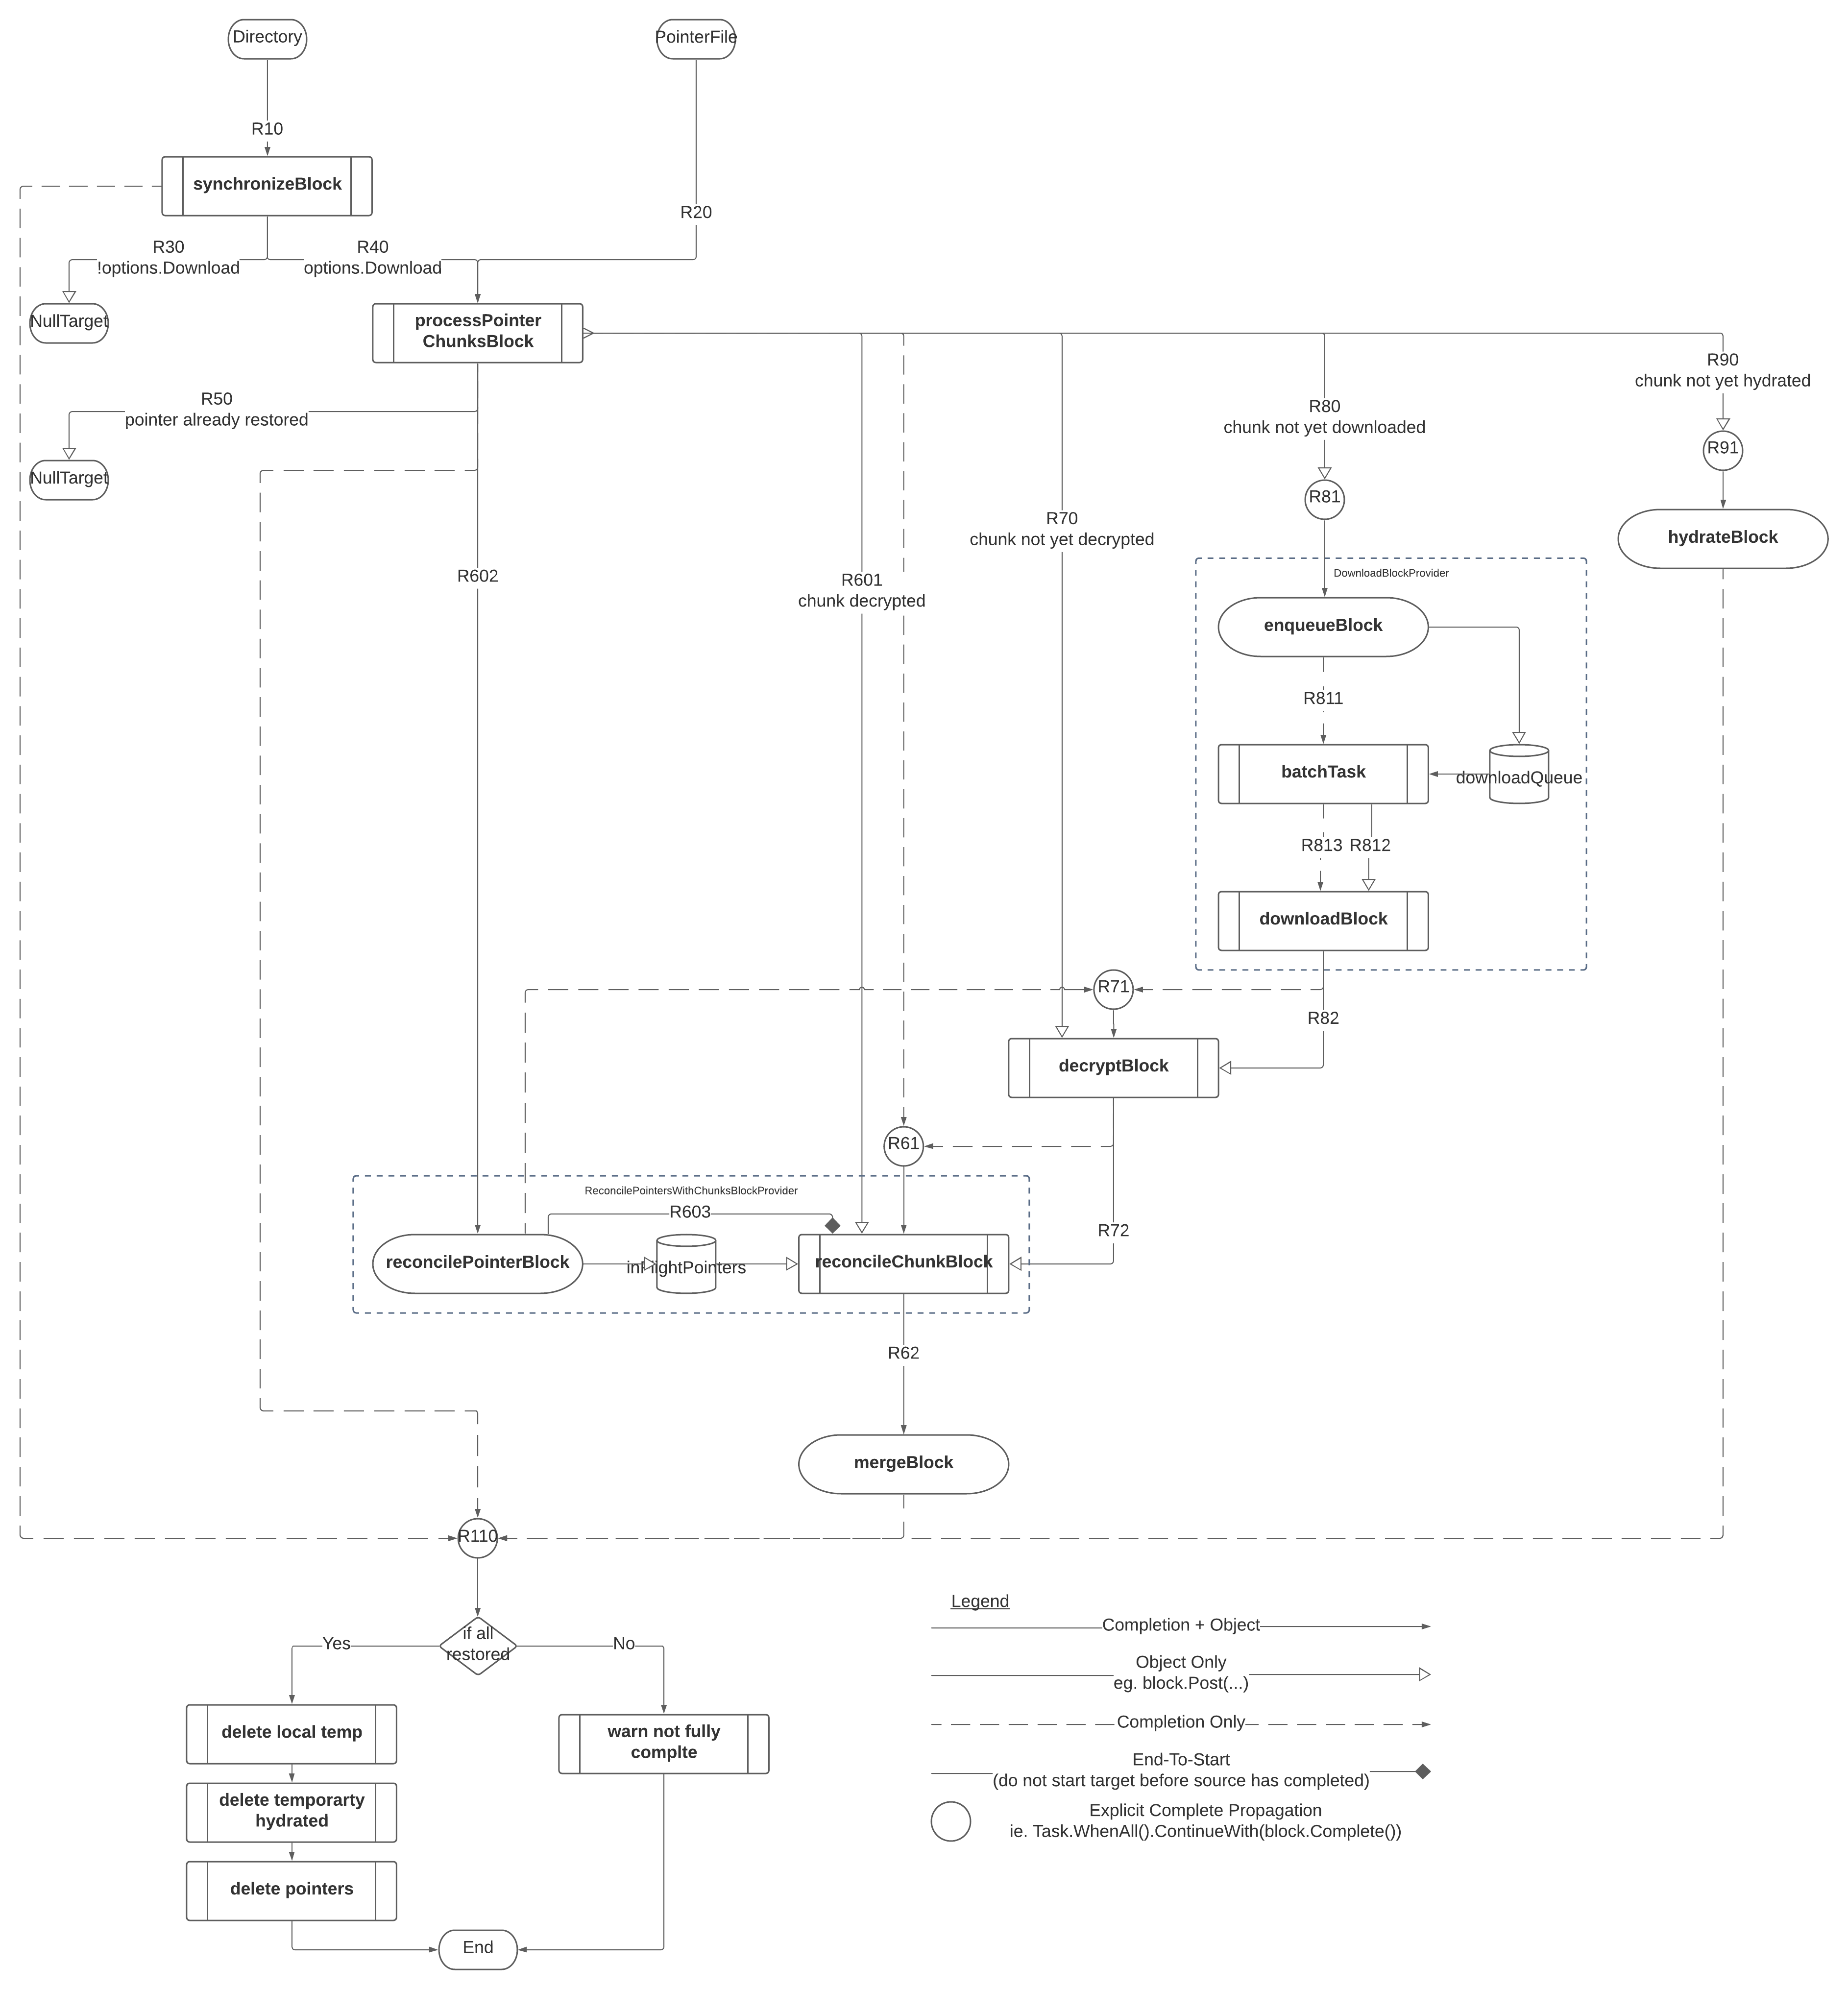 Directory
PointerFile
R10
synchronizeBlock
R20
R30
!options.Download
R40
options.Download
NullTarget
processPointer
ChunksBlock
R50
pointer already restored
NullTarget
R90
chunk not yet hydrated
R91
hydrateBlock
R80
chunk not yet downloaded
R81
R70
chunk not yet decrypted
R602
R601
chunk decrypted
DownloadBlockProvider
enqueueBlock
R811
batchTask
downloadQueue
R813
R812
downloadBlock
R71
R82
decryptBlock
R61
R72
ReconcilePointersWithChunksBlockProvider
R603
reconcilePointerBlock
inFlightPointers
reconcileChunkBlock
R62
mergeBlock
R110
if all
restored
Yes
No
delete local temp
warn not fully
complte
delete temporarty
hydrated
delete pointers
End
Legend
Completion + Object
Object Only
eg. block.Post(...)
Completion Only
End-To-Start
(do not start target before source has completed)
Explicit Complete Propagation
ie. Task.WhenAll().ContinueWith(block.Complete())